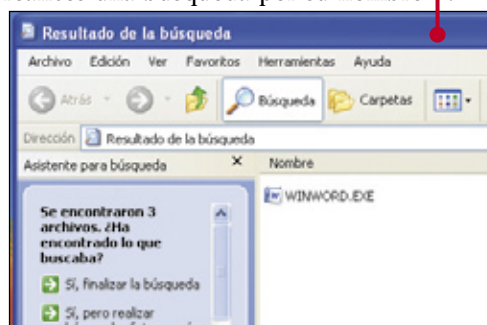 Resultado de la búsqueda
Archivo Edición Ver Favoritos Herramientas Ayuda
Atrás Búsqueda Carpetas
Dirección Resultado de la búsqueda
Asistente para búsqueda X Nombre
WINWORD.EXE
Se encontraron 3
archivos. ¿Ha
encontrado lo que
buscaba?
Sí, finalizar la búsqueda
Sí, pero realizar